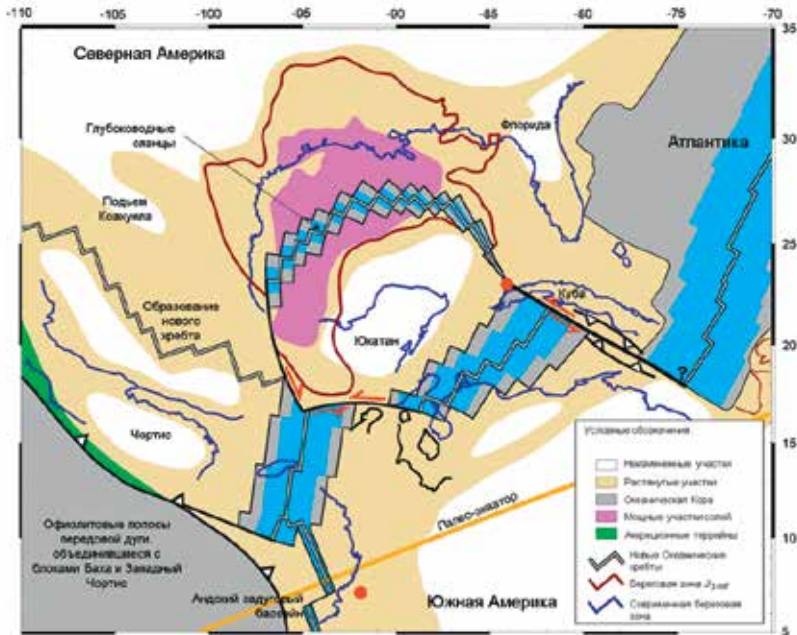 -110 -105 -100 -95 -90 -85 -80 -75 -70
35
30
25
20
15
10
5
Северная Америка
Глубоководные
сланцы
Флорида
Атлантика
Подъем
Коахуила
Образование
нового
хребта
Куба
Юкатан
?
Чортис
Офиолитовые полосы
передовой дуги,
объединившиеся с
блоками Баха и Западный
Чортис
Палео-экватор
Андский задуговый
бассейн
Южная Америка
Условные обозначения
Неизмененные участки
Растянутые участки
Океаническая Кора
Мощные участки солей
Аккреционные террейны
Новые Океанические
хребты
Береговая зона
Современная береговая
зона